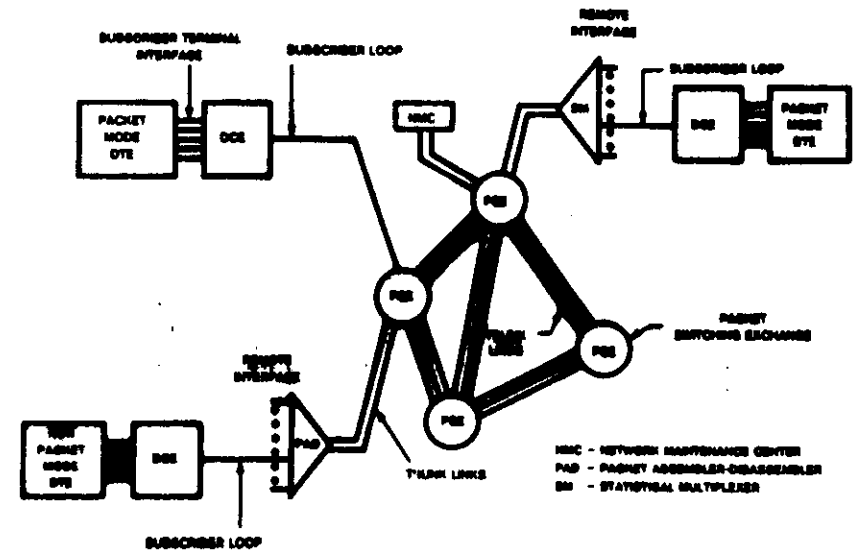 REMOTE
INTERFACE
SUBSCRIBER TERMINAL
INTERFACE
SUBSCRIBER LOOP
SUBSCRIBER LOOP
PACKET
MODE
DTE
DCE
NMC
SM
DCE
PACKET
MODE
DTE
PSE
PSE
TRUNK
LINKS
PSE
PACKET
SWITCHING EXCHANGE
REMOTE
INTERFACE
PSE
PACKET
MODE
DTE
DCE
PAD
TRUNK LINKS
NMC - NETWORK MAINTENANCE CENTER
PAD - PACKET ASSEMBLER-DISASSEMBLER
SM - STATISTICAL MULTIPLEXER
SUBSCRIBER LOOP